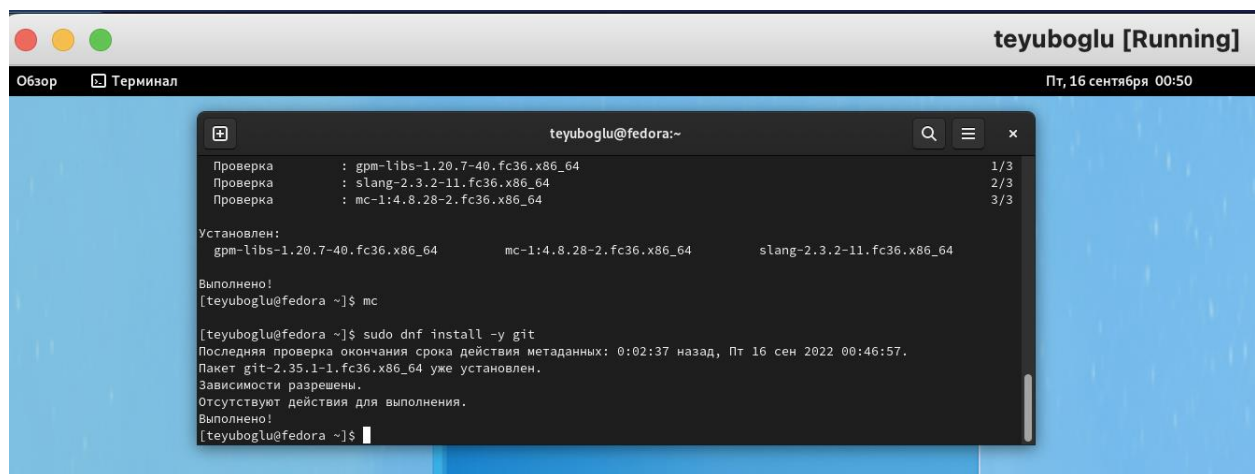 teyuboglu [Running]
Обзор Терминал Пт, 16 сентября 00:50
teyuboglu@fedora:~
Проверка : gpm-libs-1.20.7-40.fc36.x86_64 1/3
Проверка : slang-2.3.2-11.fc36.x86_64 2/3
Проверка : mc-1:4.8.28-2.fc36.x86_64 3/3
Установлен:
gpm-libs-1.20.7-40.fc36.x86_64 mc-1:4.8.28-2.fc36.x86_64 slang-2.3.2-11.fc36.x86_64
Выполнено!
[teyuboglu@fedora ~]$ mc
[teyuboglu@fedora ~]$ sudo dnf install -y git
Последняя проверка окончания срока действия метаданных: 0:02:37 назад, Пт 16 сен 2022 00:46:57.
Пакет git-2.35.1-1.fc36.x86_64 уже установлен.
Зависимости разрешены.
Отсутствуют действия для выполнения.
Выполнено!
[teyuboglu@fedora ~]$